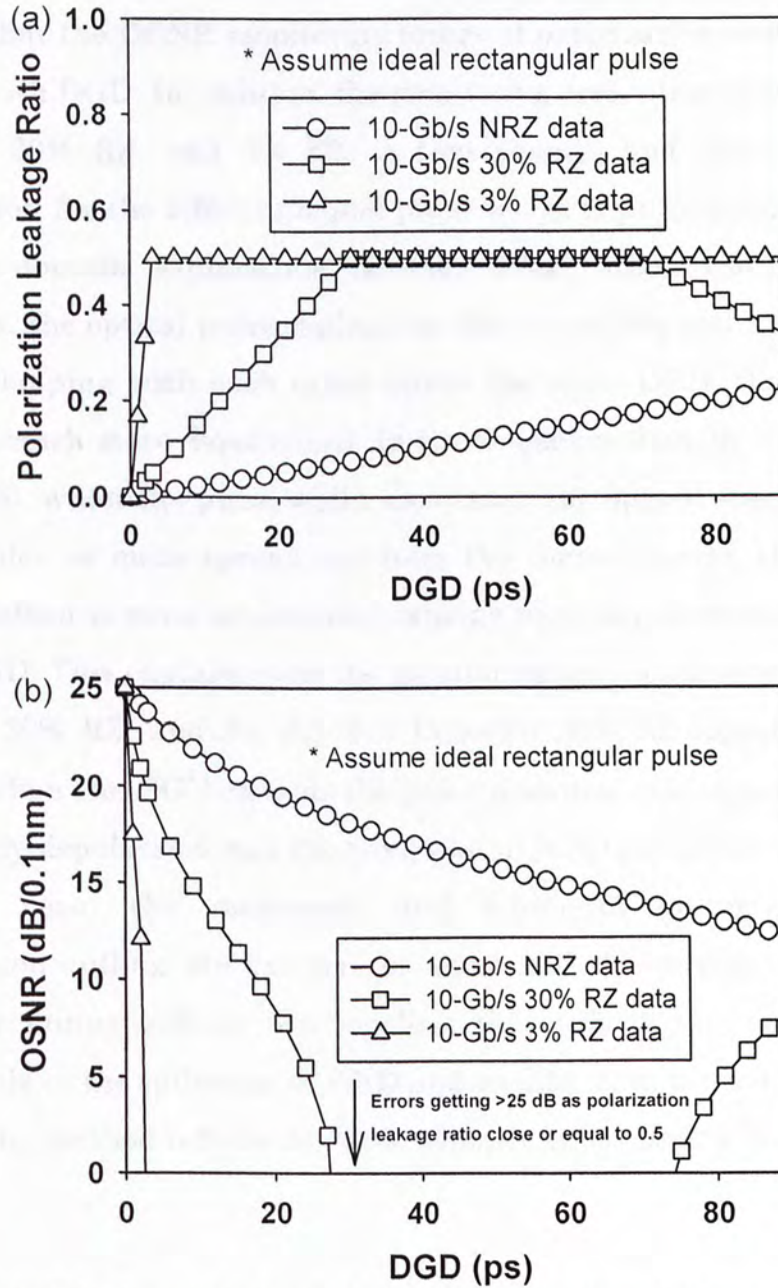 (a)
Polarization Leakage Ratio
1.0
0.8
0.6
0.4
0.2
0.0
* Assume ideal rectangular pulse
10-Gb/s NRZ data
10-Gb/s 30% RZ data
10-Gb/s 3% RZ data
0 20 40 60 80
DGD (ps)
(b)
OSNR (dB/0.1nm)
25
20
15
10
5
0
* Assume ideal rectangular pulse
10-Gb/s NRZ data
10-Gb/s 30% RZ data
10-Gb/s 3% RZ data
Errors getting >25 dB as polarization
leakage ratio close or equal to 0.5
0 20 40 60 80
DGD (ps)